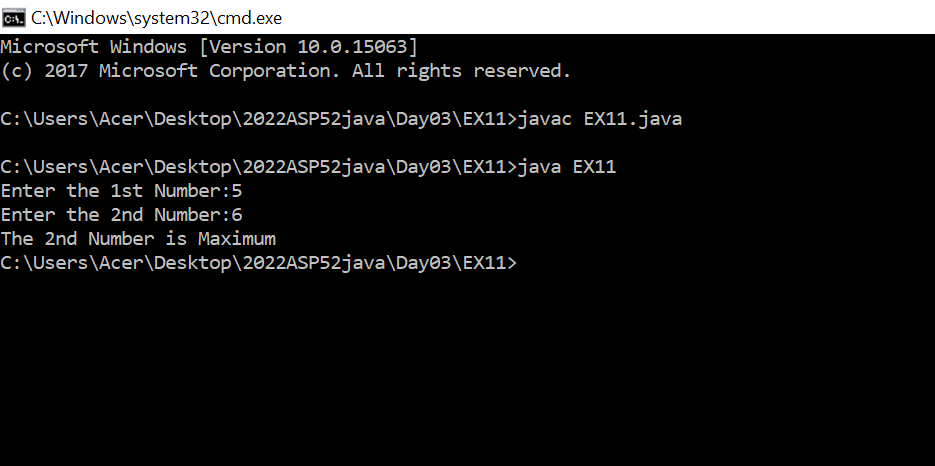 C:\Windows\system32\cmd.exe
Microsoft Windows [Version 10.0.15063]
(c) 2017 Microsoft Corporation. All rights reserved.
C:\Users\Acer\Desktop\2022ASP52java\Day03\EX11>javac EX11.java
C:\Users\Acer\Desktop\2022ASP52java\Day03\EX11>java EX11
Enter the 1st Number:5
Enter the 2nd Number:6
The 2nd Number is Maximum
C:\Users\Acer\Desktop\2022ASP52java\Day03\EX11>